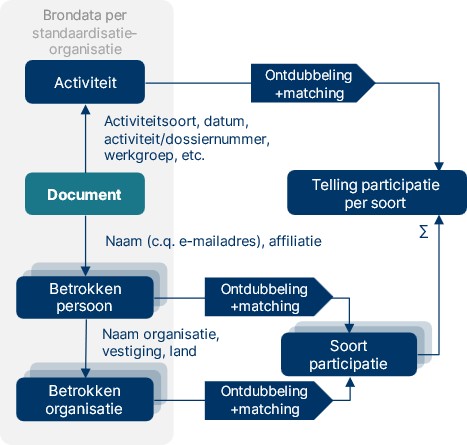 Brondata per
standaardisatie-
organisatie
Activiteit
Ontdubbeling
+matching
Activiteitsoort, datum,
activiteit/dossiernummer,
werkgroep, etc.
Document
Telling participatie
per soort
Σ
Naam (c.q. e-mailadres), affiliatie
Betrokken
persoon
Ontdubbeling
+matching
Naam organisatie,
vestiging, land
Soort
participatie
Betrokken
organisatie
Ontdubbeling
+matching